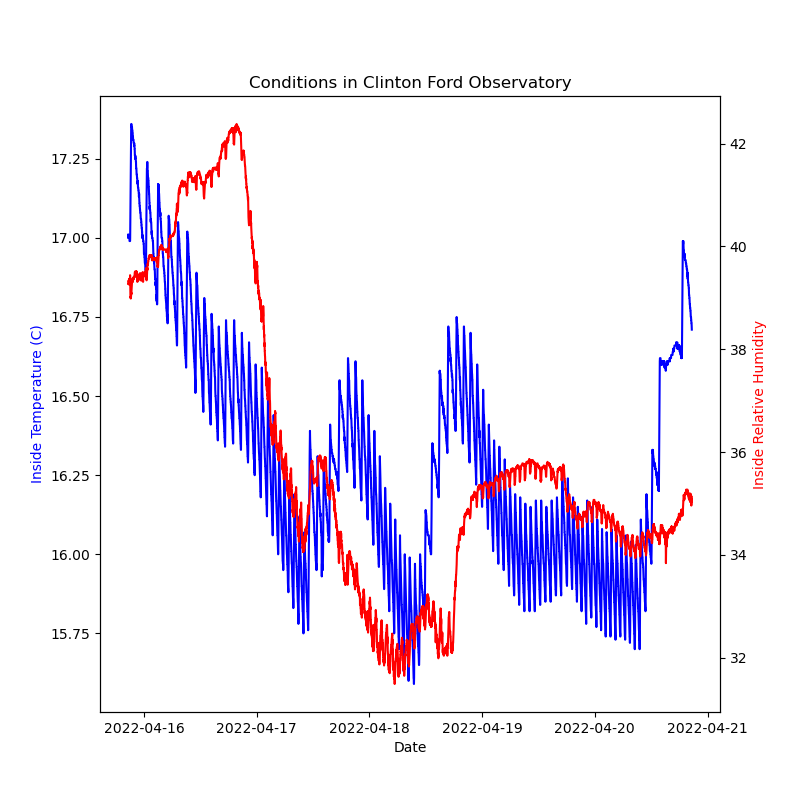 Conditions in Clinton Ford Observatory
17.25
17.00
16.75
16.50
16.25
16.00
15.75
Inside Temperature (C)
42
40
38
36
34
32
Inside Relative Humidity
2022-04-16 2022-04-17 2022-04-18 2022-04-19 2022-04-20 2022-04-21
Date